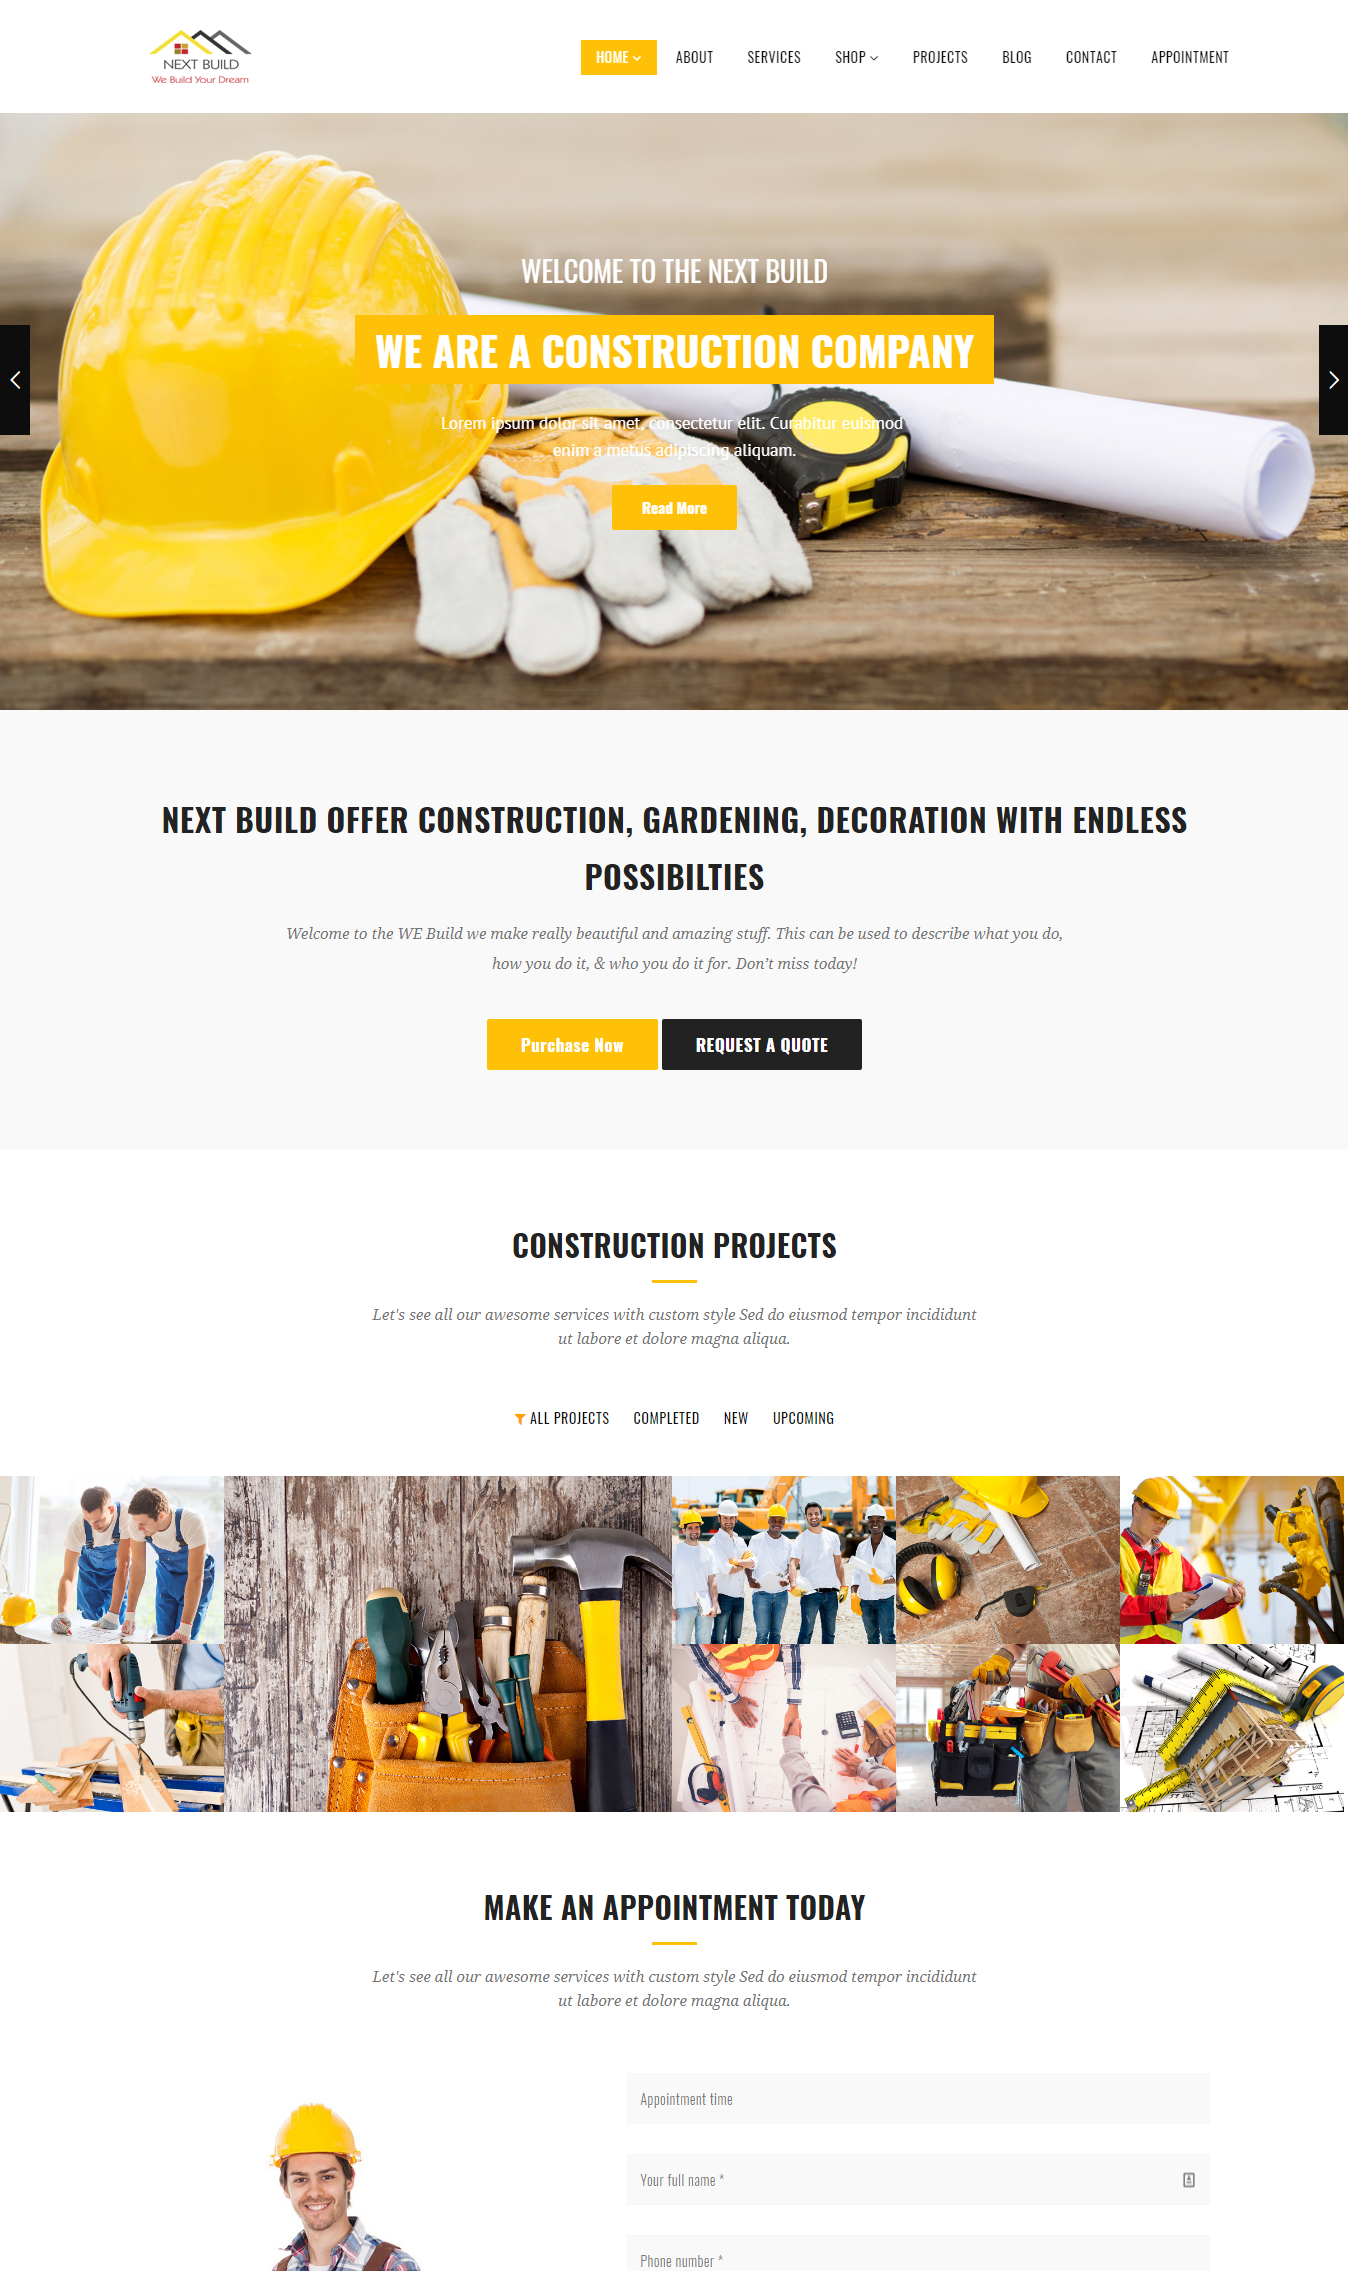 NEXT BUILD
We Build Your Dream
HOME
ABOUT
SERVICES
SHOP
PROJECTS
BLOG
CONTACT
APPOINTMENT
WELCOME TO THE NEXT BUILD
WE ARE A CONSTRUCTION COMPANY
Lorem ipsum dolor sit amet, consectetur elit. Curabitur euismod
enim a metus adipiscing aliquam.
Read More
NEXT BUILD OFFER CONSTRUCTION, GARDENING, DECORATION WITH ENDLESS
POSSIBILTIES
Welcome to the WE Build we make really beautiful and amazing stuff. This can be used to describe what you do,
how you do it, & who you do it for. Don't miss today!
Purchase Now
REQUEST A QUOTE
CONSTRUCTION PROJECTS
Let's see all our awesome services with custom style Sed do eiusmod tempor incididunt
ut labore et dolore magna aliqua.
ALL PROJECTS
COMPLETED
NEW
UPCOMING
MAKE AN APPOINTMENT TODAY
Let's see all our awesome services with custom style Sed do eiusmod tempor incididunt
ut labore et dolore magna aliqua.
Appointment time
Your full name *
Phone number *